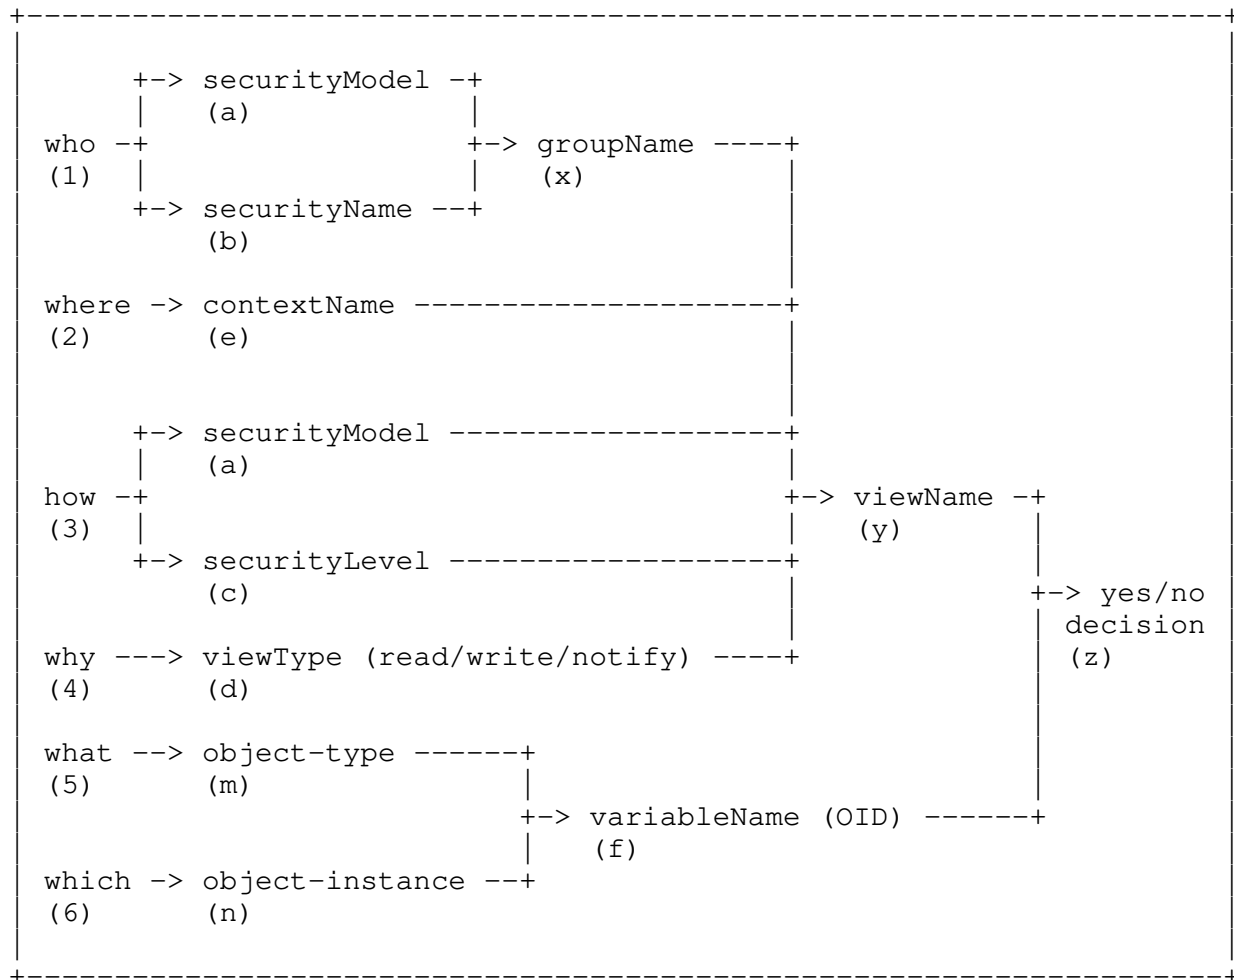 +--------------------------------------------------------------------+
|                                                                    |
|      +-> securityModel -+                                          |
|      |   (a)            |                                          |
| who -+                  +-> groupName ----+                        |
| (1)  |                  |   (x)           |                        |
|      +-> securityName --+                 |                        |
|          (b)                              |                        |
|                                           |                        |
| where -> contextName ---------------------+                        |
| (2)      (e)                              |                        |
|                                           |                        |
|                                           |                        |
|      +-> securityModel -------------------+                        |
|      |   (a)                              |                        |
| how -+                                    +-> viewName -+          |
| (3)  |                                    |   (y)       |          |
|      +-> securityLevel -------------------+             |          |
|          (c)                              |             +-> yes/no |
|                                           |             | decision |
| why ---> viewType (read/write/notify) ----+             | (z)      |
| (4)      (d)                                            |          |
|                                                         |          |
| what --> object-type ------+                            |          |
| (5)      (m)               |                            |          |
|                            +-> variableName (OID) ------+          |
|                            |   (f)                                 |
| which -> object-instance --+                                       |
| (6)      (n)                                                       |
|                                                                    |
+--------------------------------------------------------------------+